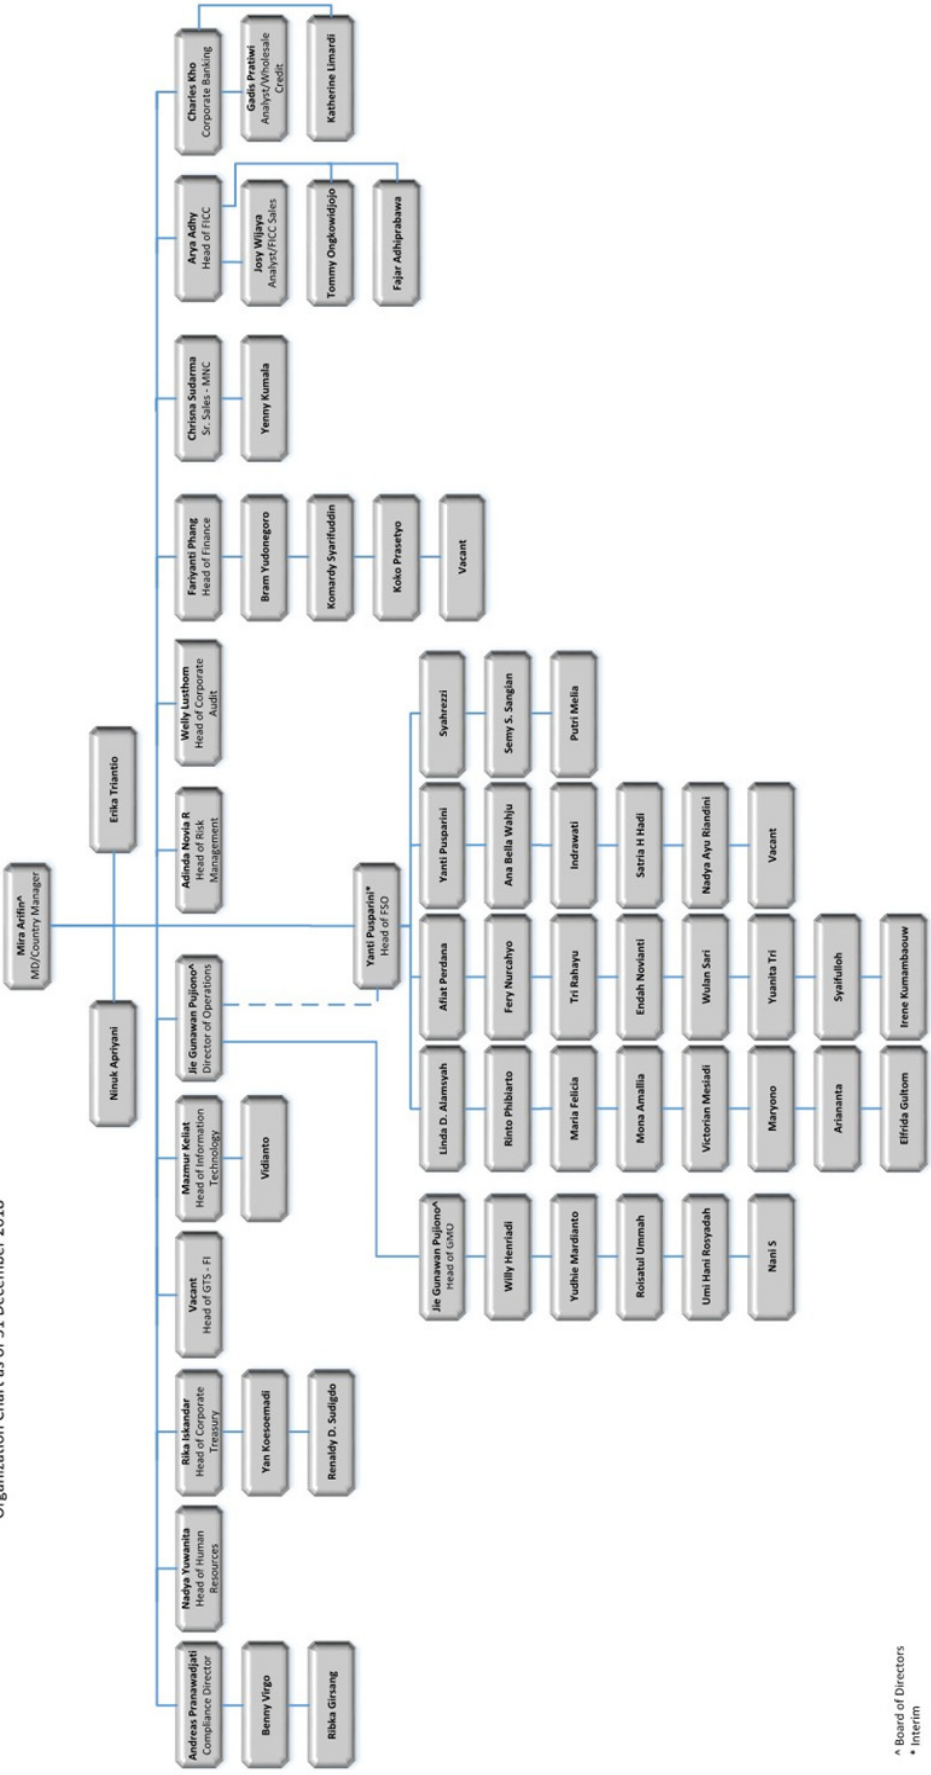 Organization Chart as of 31 December
Mira Arifin^
MD/Country Manager
Ninuk Apriyani
Erika Triantio
Andreas Pranawadjati
Compliance Director
Benny Virgo
Ribka Girsang
Nadya Yuwanita
Head of Human
Resources
Rika Iskandar
Head of Corporate
Treasury
Yan Koesoemadi
Renaldy D. Sudigdo
Vacant
Head of GTS - FI
Mazmur Keliat
Head of Information
Technology
Vidianto
Jie Gunawan Pujiono^
Director of Operations
Adinda Novia R
Head of Risk
Management
Welly Lusthom
Head of Corporate
Audit
Fariyanti Phang
Head of Finance
Bram Yudonegoro
Komardy Syarifuddin
Koko Prasetyo
Vacant
Chrisna Sudarma
Sr. Sales - MNC
Yenny Kumala
Arya Adhy
Head of FICC
Josy Wijaya
Analyst/FICC Sales
Tommy Ongkowidjojo
Fajar Adhiprabawa
Charles Kho
Corporate Banking
Gadis Pratiwi
Analyst/Wholesale
Credit
Katherine Limardi
Yanti Pusparini*
Head of FSO
Jie Gunawan Pujiono^
Head of GMO
Willy Henriadi
Yudhie Mardianto
Roisatul Ummah
Umi Hani Rosyadah
Nani S
Linda D. Alamsyah
Rinto Phibiarto
Maria Felicia
Mona Amallia
Victorian Mesiadi
Maryono
Ariananta
Elfrida Gultom
Afiat Perdana
Fery Nurcahyo
Tri Rahayu
Endah Novianti
Wulan Sari
Yuanita Tri
Syaifulloh
Irene Kumambaouw
Yanti Pusparini
Ana Bella Wahju
Indrawati
Satria H Hadi
Nadya Ayu Riandini
Vacant
Syahrezzi
Semy S. Sangian
Putri Melia
^ Board of Directors
* Interim